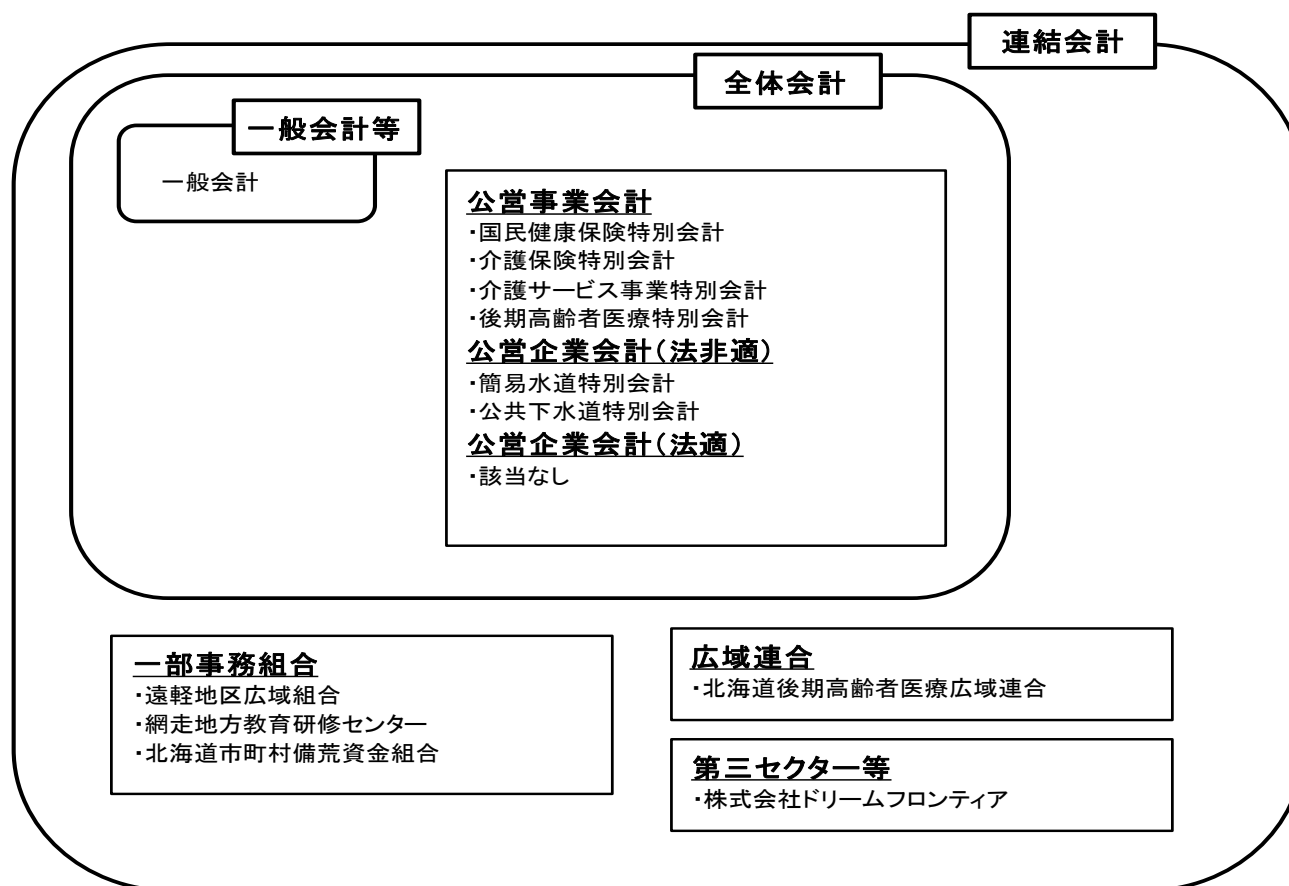 連結会計
全体会計
一般会計等
一般会計
公営事業会計
・国民健康保険特別会計
・介護保険特別会計
・介護サービス事業特別会計
・後期高齢者医療特別会計
公営企業会計(法非適)
・簡易水道特別会計
・公共下水道特別会計
公営企業会計(法適)
・該当なし
一部事務組合
・遠軽地区広域組合
・網走地方教育研修センター
・北海道市町村備荒資金組合
広域連合
・北海道後期高齢者医療広域連合
第三セクター等
・株式会社ドリームフロンティア